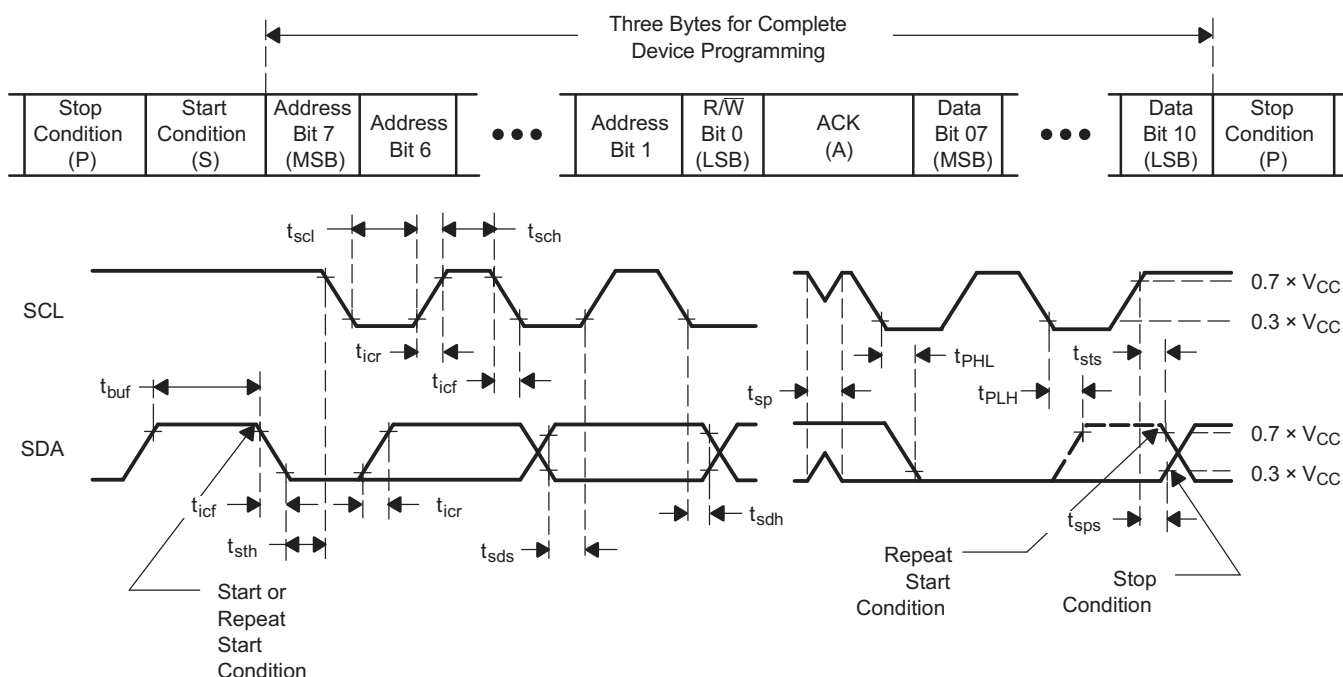 Three Bytes for Complete
Device Programming
Stop
Condition
(P)
Start
Condition
(S)
Address
Bit 7
(MSB)
Address
Bit 6
Address
Bit 1
R/W̅
Bit 0
(LSB)
ACK
(A)
Data
Bit 07
(MSB)
Data
Bit 10
(LSB)
Stop
Condition
(P)
tscl
tsch
SCL
0.7 × VCC
0.3 × VCC
ticr
tPHL
tsts
tbuf
ticf
tsp
tPLH
SDA
0.7 × VCC
0.3 × VCC
ticf
ticr
tsdh
tsth
tsds
tsps
Repeat
Start
Condition
Stop
Condition
Start or
Repeat
Start
Condition